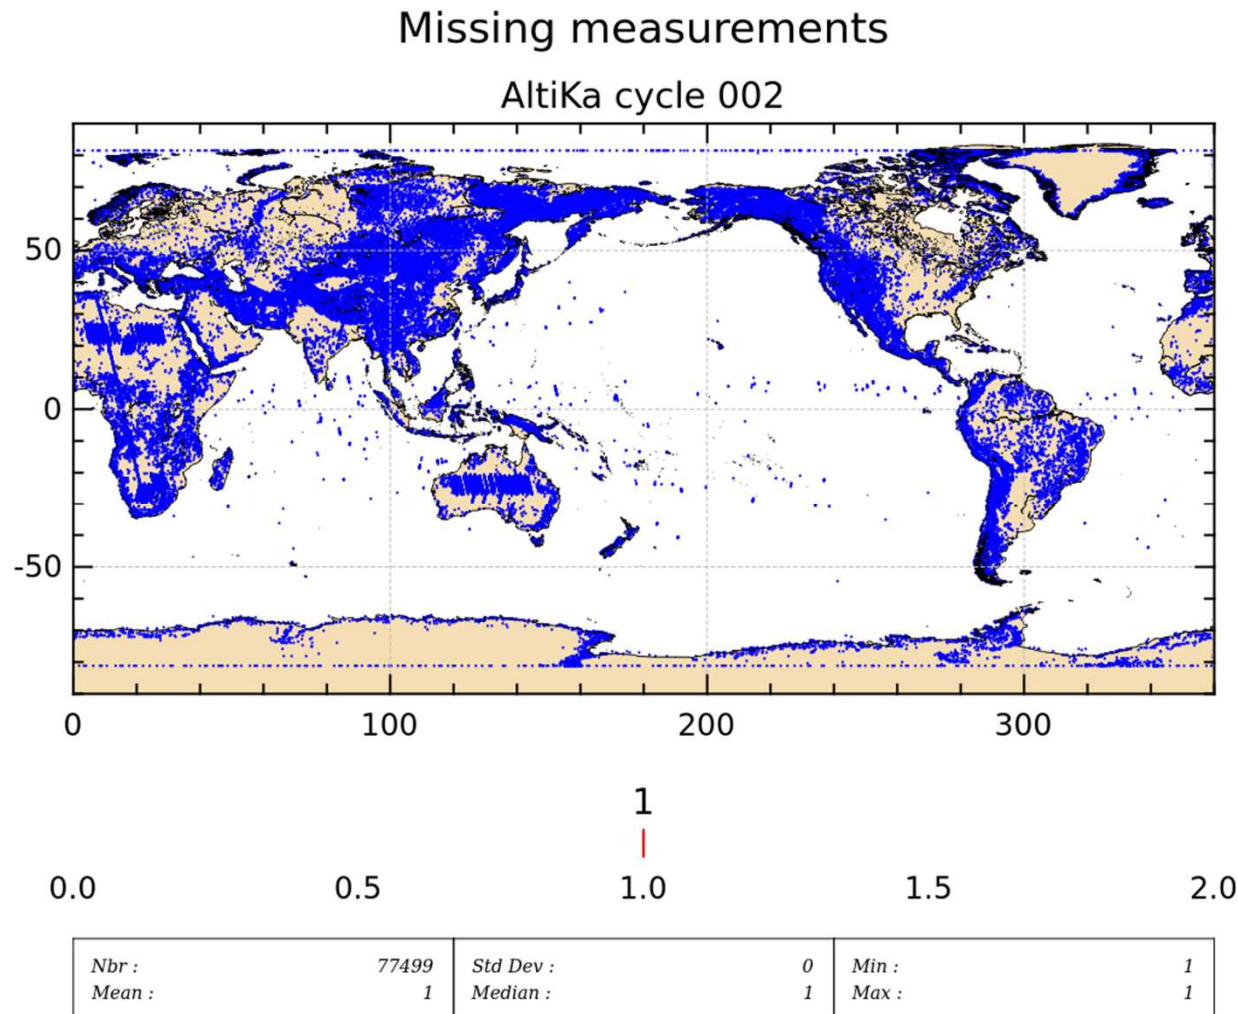 Missing measurements
AltiKa cycle 002
50
0
-50
0 100 200 300
1
0.0 0.5 1.0 1.5 2.0
Nbr : 77499 Std Dev : 0 Min : 1
Mean : 1 Median : 1 Max : 1